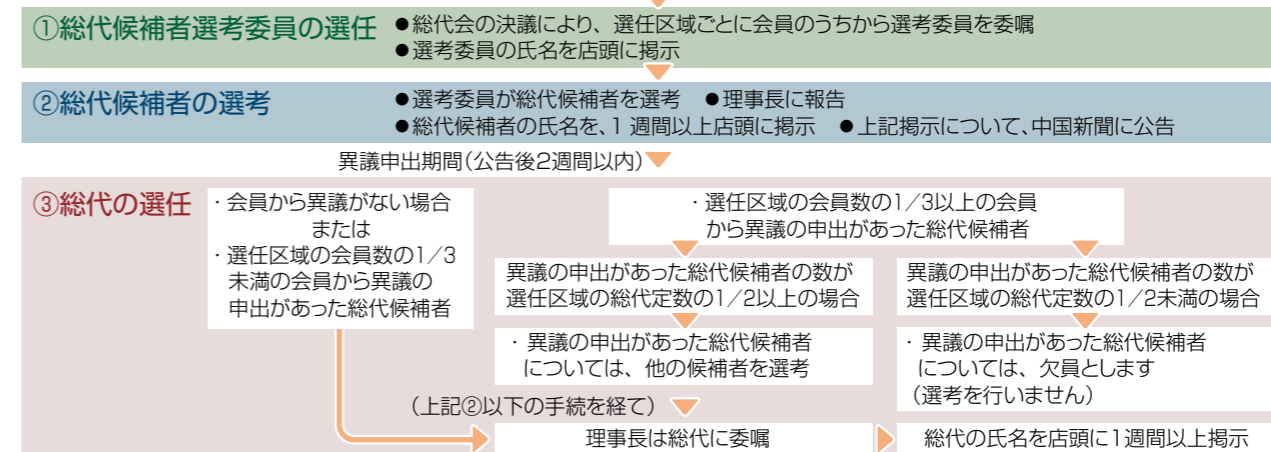 ①総代候補者選考委員の選任
●総代会の決議により、選任区域ごとに会員のうちから選考委員を委嘱
●選考委員の氏名を店頭に掲示
②総代候補者の選考
●選考委員が総代候補者を選考 ●理事長に報告
●総代候補者の氏名を、1週間以上店頭に掲示 ●上記掲示について、中国新聞に公告
異議申出期間(公告後2週間以内)
③総代の選任
・会員から異議がない場合
または
・選任区域の会員数の1/3
未満の会員から異議の
申出があった総代候補者
・選任区域の会員数の1/3以上の会員
から異議の申出があった総代候補者
異議の申出があった総代候補者の数が
選任区域の総代定数の1/2以上の場合
・異議の申出があった総代候補者
については、他の候補者を選考
異議の申出があった総代候補者の数が
選任区域の総代定数の1/2未満の場合
・異議の申出があった総代候補者
については、欠員とします
(選考を行いません)
(上記②以下の手続を経て)
理事長は総代に委嘱
総代の氏名を店頭に1週間以上掲示